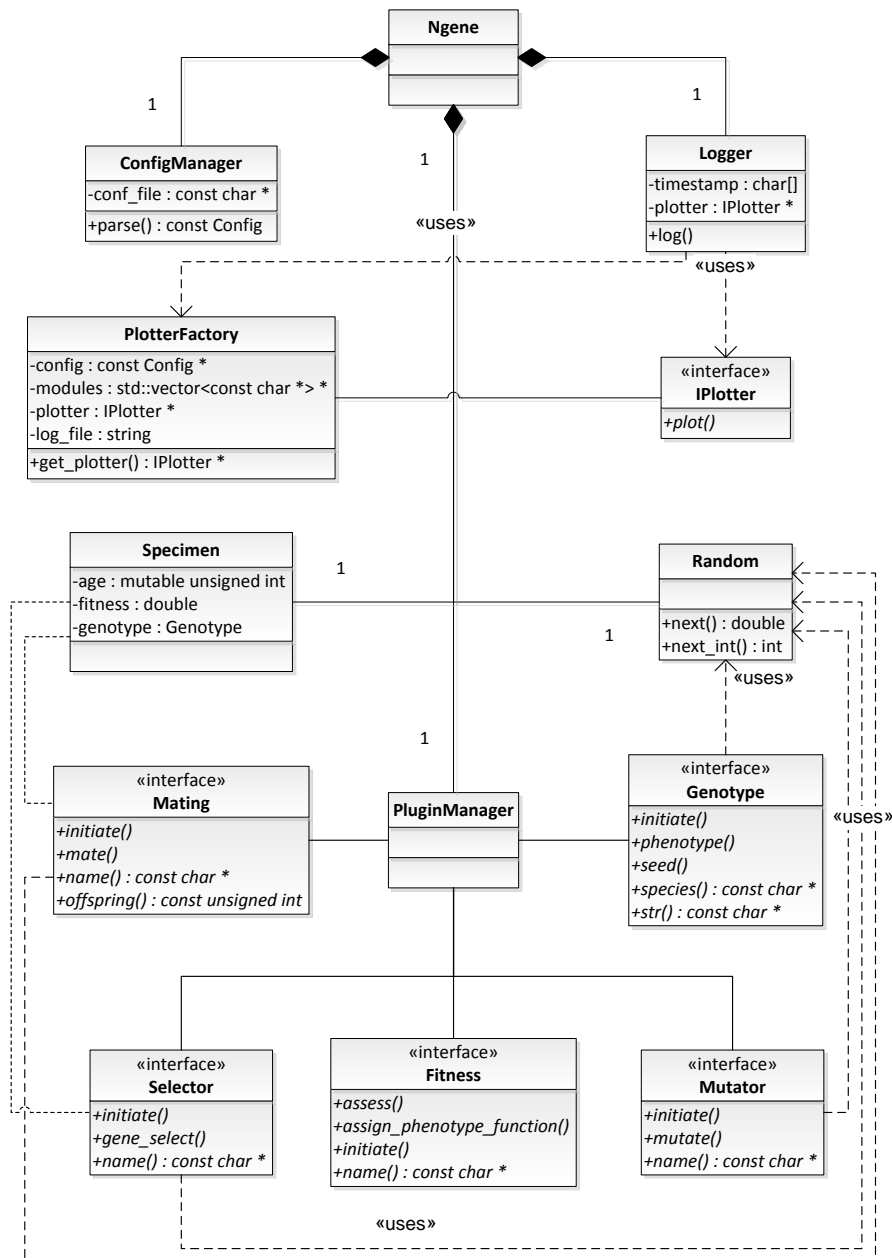 Ngene
1
1
1
ConfigManager
-conf_file : const char *
+parse() : const Config
Logger
-timestamp : char[]
-plotter : IPlotter *
+log()
«uses»
«uses»
PlotterFactory
-config : const Config *
-modules : std::vector<const char *> *
-plotter : IPlotter *
-log_file : string
+get_plotter() : IPlotter *
«interface»
IPlotter
+plot()
Specimen
-age : mutable unsigned int
-fitness : double
-genotype : Genotype
1
Random
+next() : double
+next_int() : int
1
«uses»
1
«interface»
Mating
+initiate()
+mate()
+name() : const char *
+offspring() : const unsigned int
PluginManager
«interface»
Genotype
+initiate()
+phenotype()
+seed()
+species() : const char *
+str() : const char *
«uses»
«interface»
Selector
+initiate()
+gene_select()
+name() : const char *
«interface»
Fitness
+assess()
+assign_phenotype_function()
+initiate()
+name() : const char *
«interface»
Mutator
+initiate()
+mutate()
+name() : const char *
«uses»